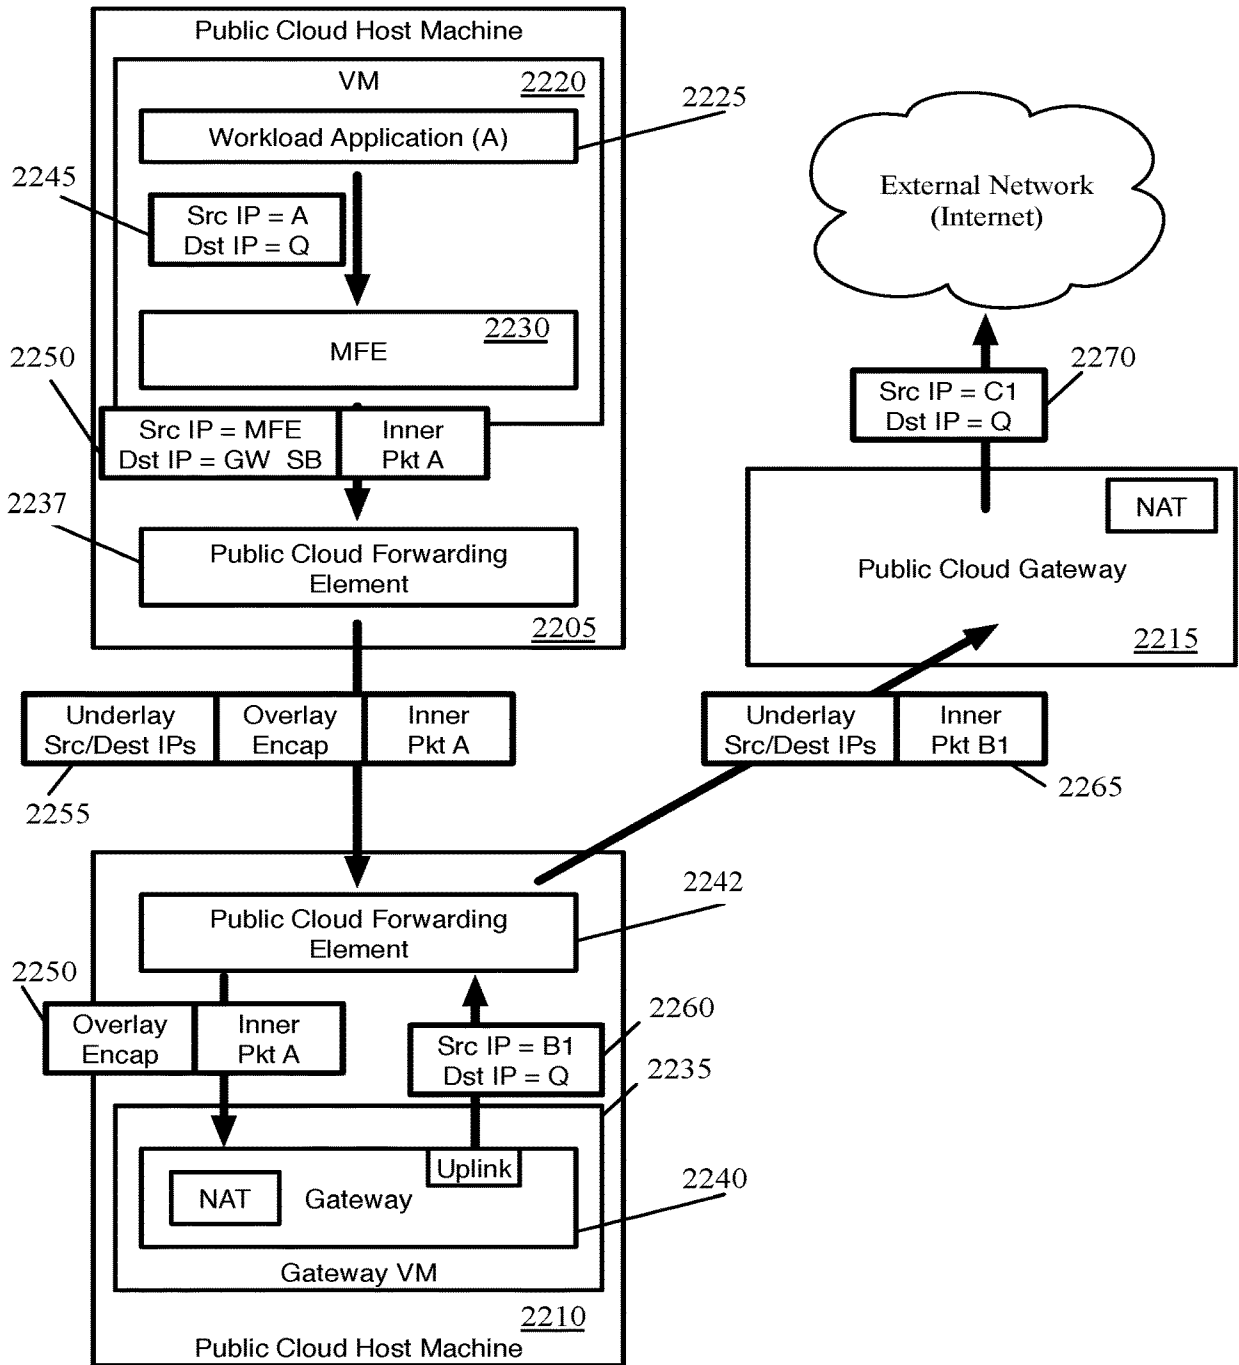 Public Cloud Host Machine
VM
2220
2225
Workload Application (A)
2245
Src IP = A
Dst IP = Q
External Network
(Internet)
2230
MFE
2250
Src IP = MFE
Dst IP = GW SB
Inner
Pkt A
2270
Src IP = C1
Dst IP = Q
2237
Public Cloud Forwarding
Element
2205
NAT
Public Cloud Gateway
2215
Underlay
Src/Dest IPs
Overlay
Encap
Inner
Pkt A
2255
Underlay
Src/Dest IPs
Inner
Pkt B1
2265
2242
Public Cloud Forwarding
Element
2250
Overlay
Encap
Inner
Pkt A
2260
Src IP = B1
Dst IP = Q
2235
Uplink
NAT
Gateway
2240
Gateway VM
2210
Public Cloud Host Machine